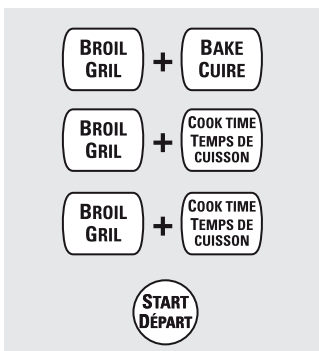 BROIL BAKE
GRIL + CUIRE
BROIL COOK TIME
GRIL + TEMPS DE
CUISSON
BROIL COOK TIME
GRIL + TEMPS DE
CUISSON
START
DÉPART